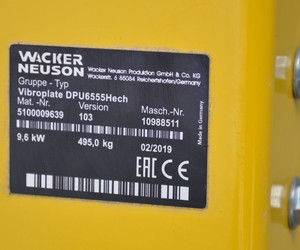 WACKER
NEUSON
Wacker Neuson Produktion GmbH & Co. KG
Wackerstr. 6 85084 Reichertshofen/Germany
Gruppe - Typ
Vibroplate DPU6555Hech
Mat. -Nr. Version Masch.-Nr.
5100009639 103 10988511
9,6 kW 495,0 kg 02/2019
EAC CE
Made in Germany